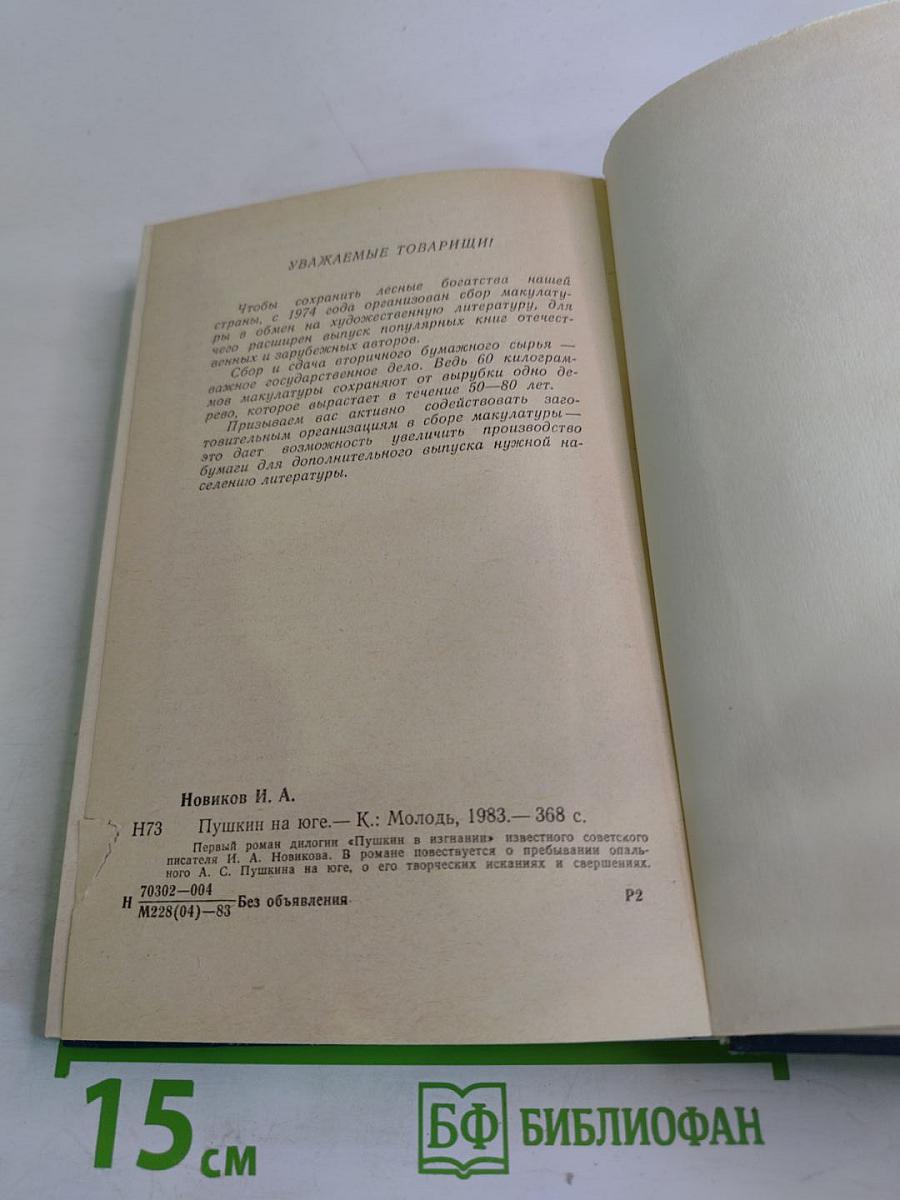 УВАЖАЕМЫЕ ТОВАРИЩИ!
Чтобы сохранить лесные богатства нашей
страны, с 1974 года организован сбор макулату-
ры в обмен на художественную литературу, для
чего расширен выпуск популярных книг отечест-
венных и зарубежных авторов.
Сбор и сдача вторичного бумажного сырья —
важное государственное дело. Ведь 60 килограм-
мов макулатуры сохраняют от вырубки одно де-
рево, которое вырастает в течение 50—80 лет.
Призываем вас активно содействовать заго-
товительным организациям в сборе макулатуры —
это дает возможность увеличить производство
бумаги для дополнительного выпуска нужной на-
селению литературы.
Новиков И. А.
Н73 Пушкин на юге.— К.: Молодь, 1983.— 368 с.
Первый роман дилогии «Пушкин в изгнании» известного советского
писателя И. А. Новикова. В романе повествуется о пребывании опаль-
ного А. С. Пушкина на юге, о его творческих исканиях и свершениях.
70302—004
Н Без объявления Р2
М228(04)—83
15 см
БФ БИБЛИОФАН